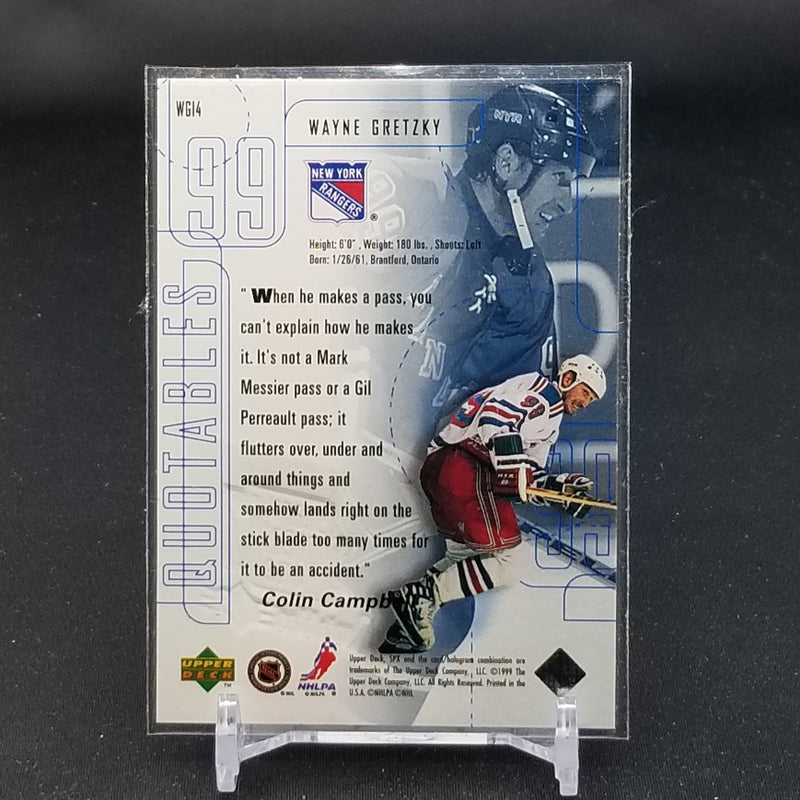 WG14
WAYNE GRETZKY
99
NYR
NEW YORK
RANGERS
®
Height: 6'0" , Weight: 180 lbs. , Shoots: Left
Born: 1/26/61, Brantford, Ontario
QUOTABLES
" When he makes a pass, you
can't explain how he makes
it. It's not a Mark
Messier pass or a Gil
Perreault pass; it
flutters over, under and
around things and
somehow lands right on the
stick blade too many times for
it to be an accident."
Colin Campbell
99
UPPER
DECK
TM
NHLPA
Upper Deck, SPX and the card/hologram combination are
trademarks of The Upper Deck Company, LLC. ©1999 The
Upper Deck Company, LLC. All Rights Reserved. Printed in the
U.S.A. ©NHLPA ©NHL